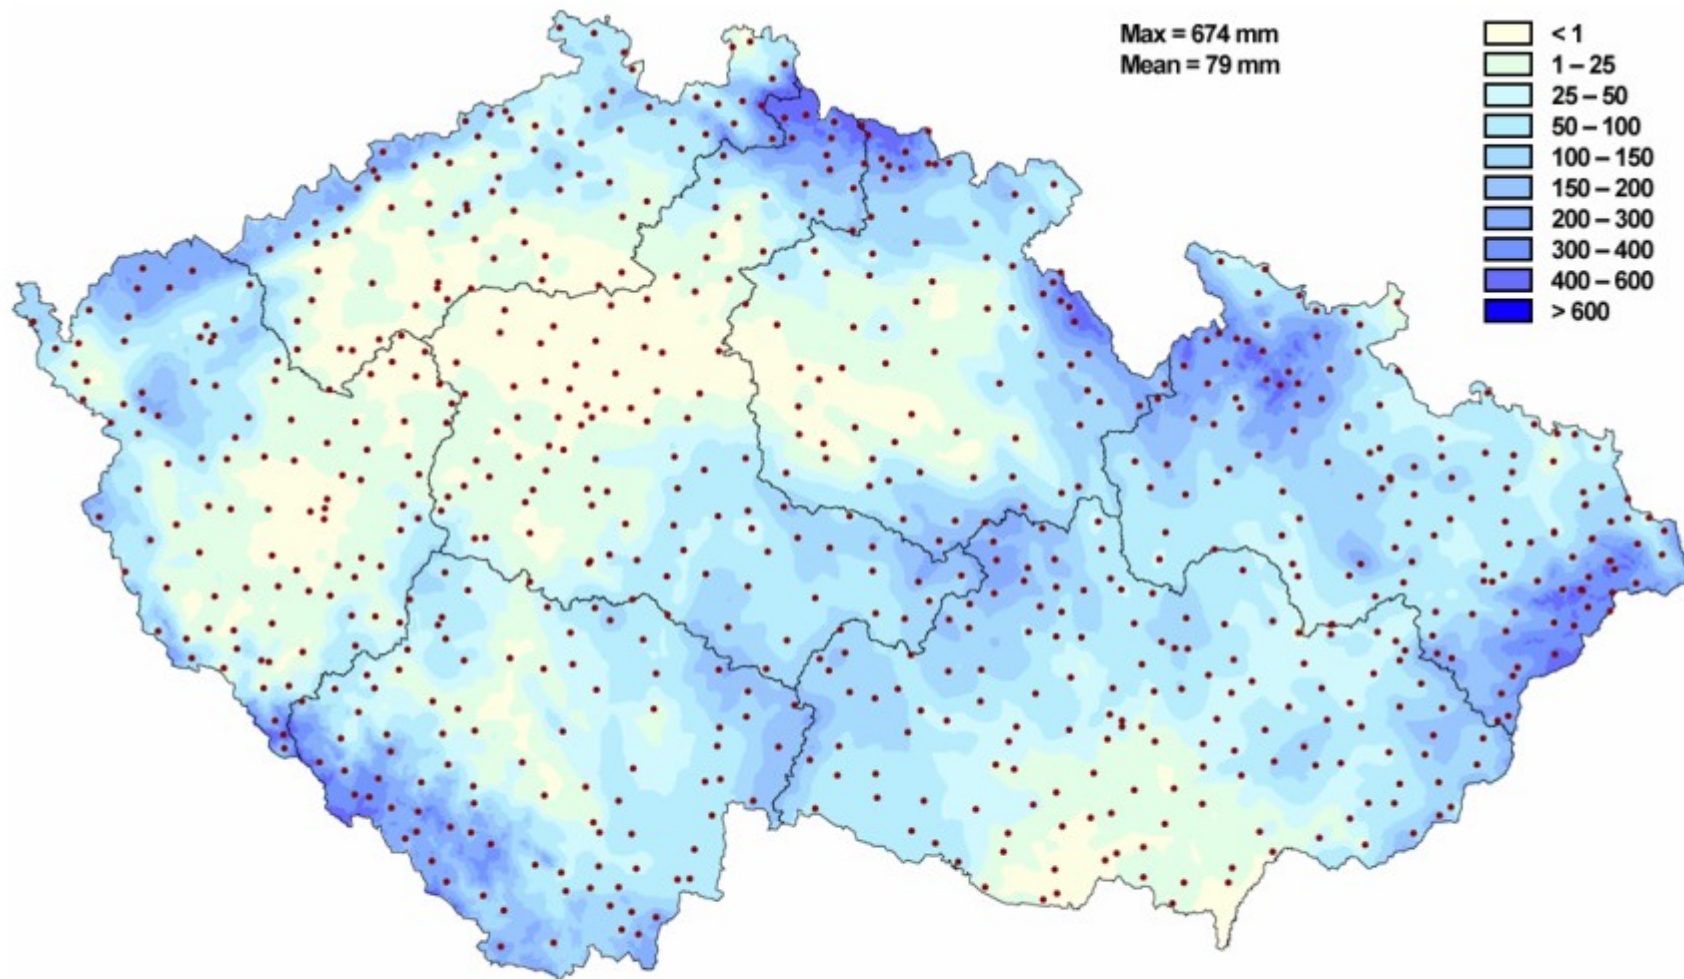 Max = 674 mm
Mean = 79 mm
< 1
1 – 25
25 – 50
50 – 100
100 – 150
150 – 200
200 – 300
300 – 400
400 – 600
> 600